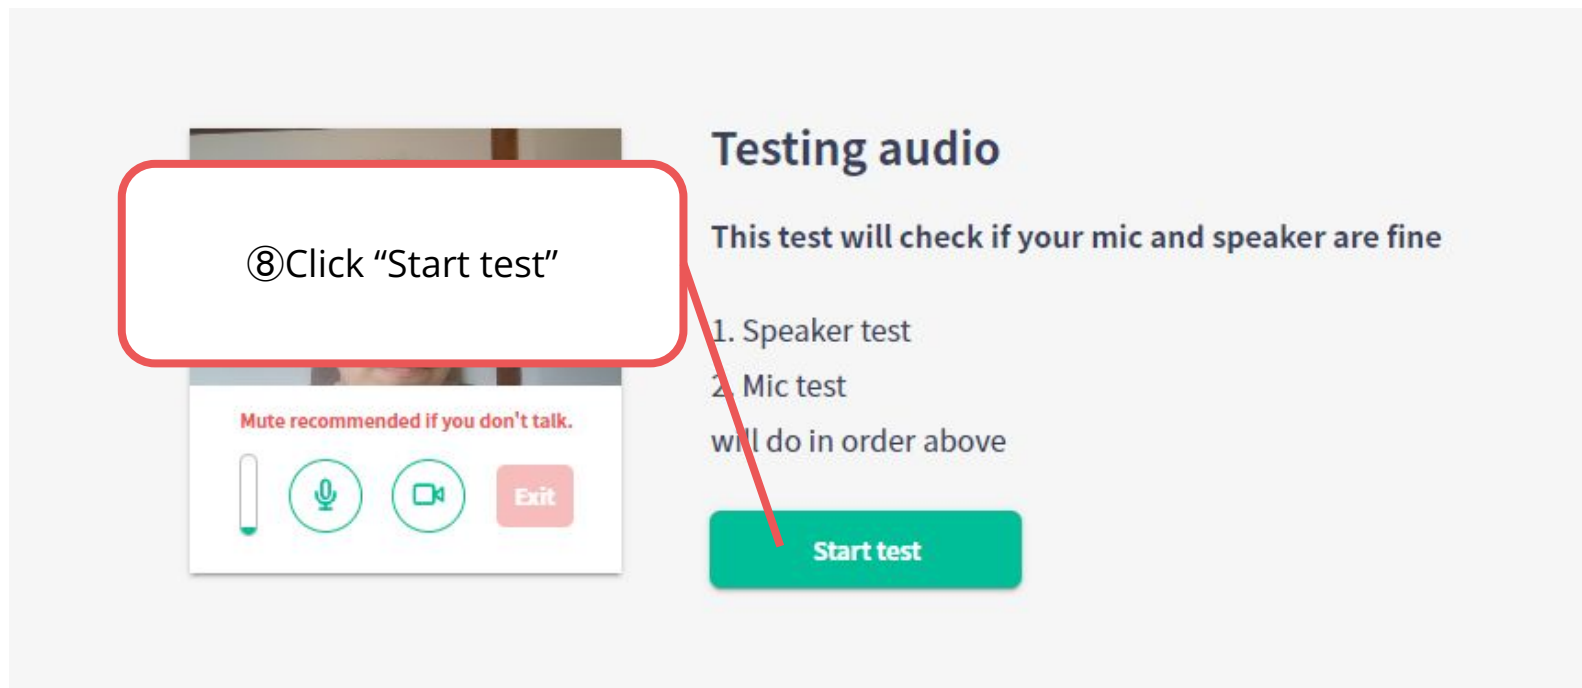 Testing audio
This test will check if your mic and speaker are fine
⑧Click “Start test”
1. Speaker test
2. Mic test
will do in order above
Mute recommended if you don't talk.
Exit
Start test